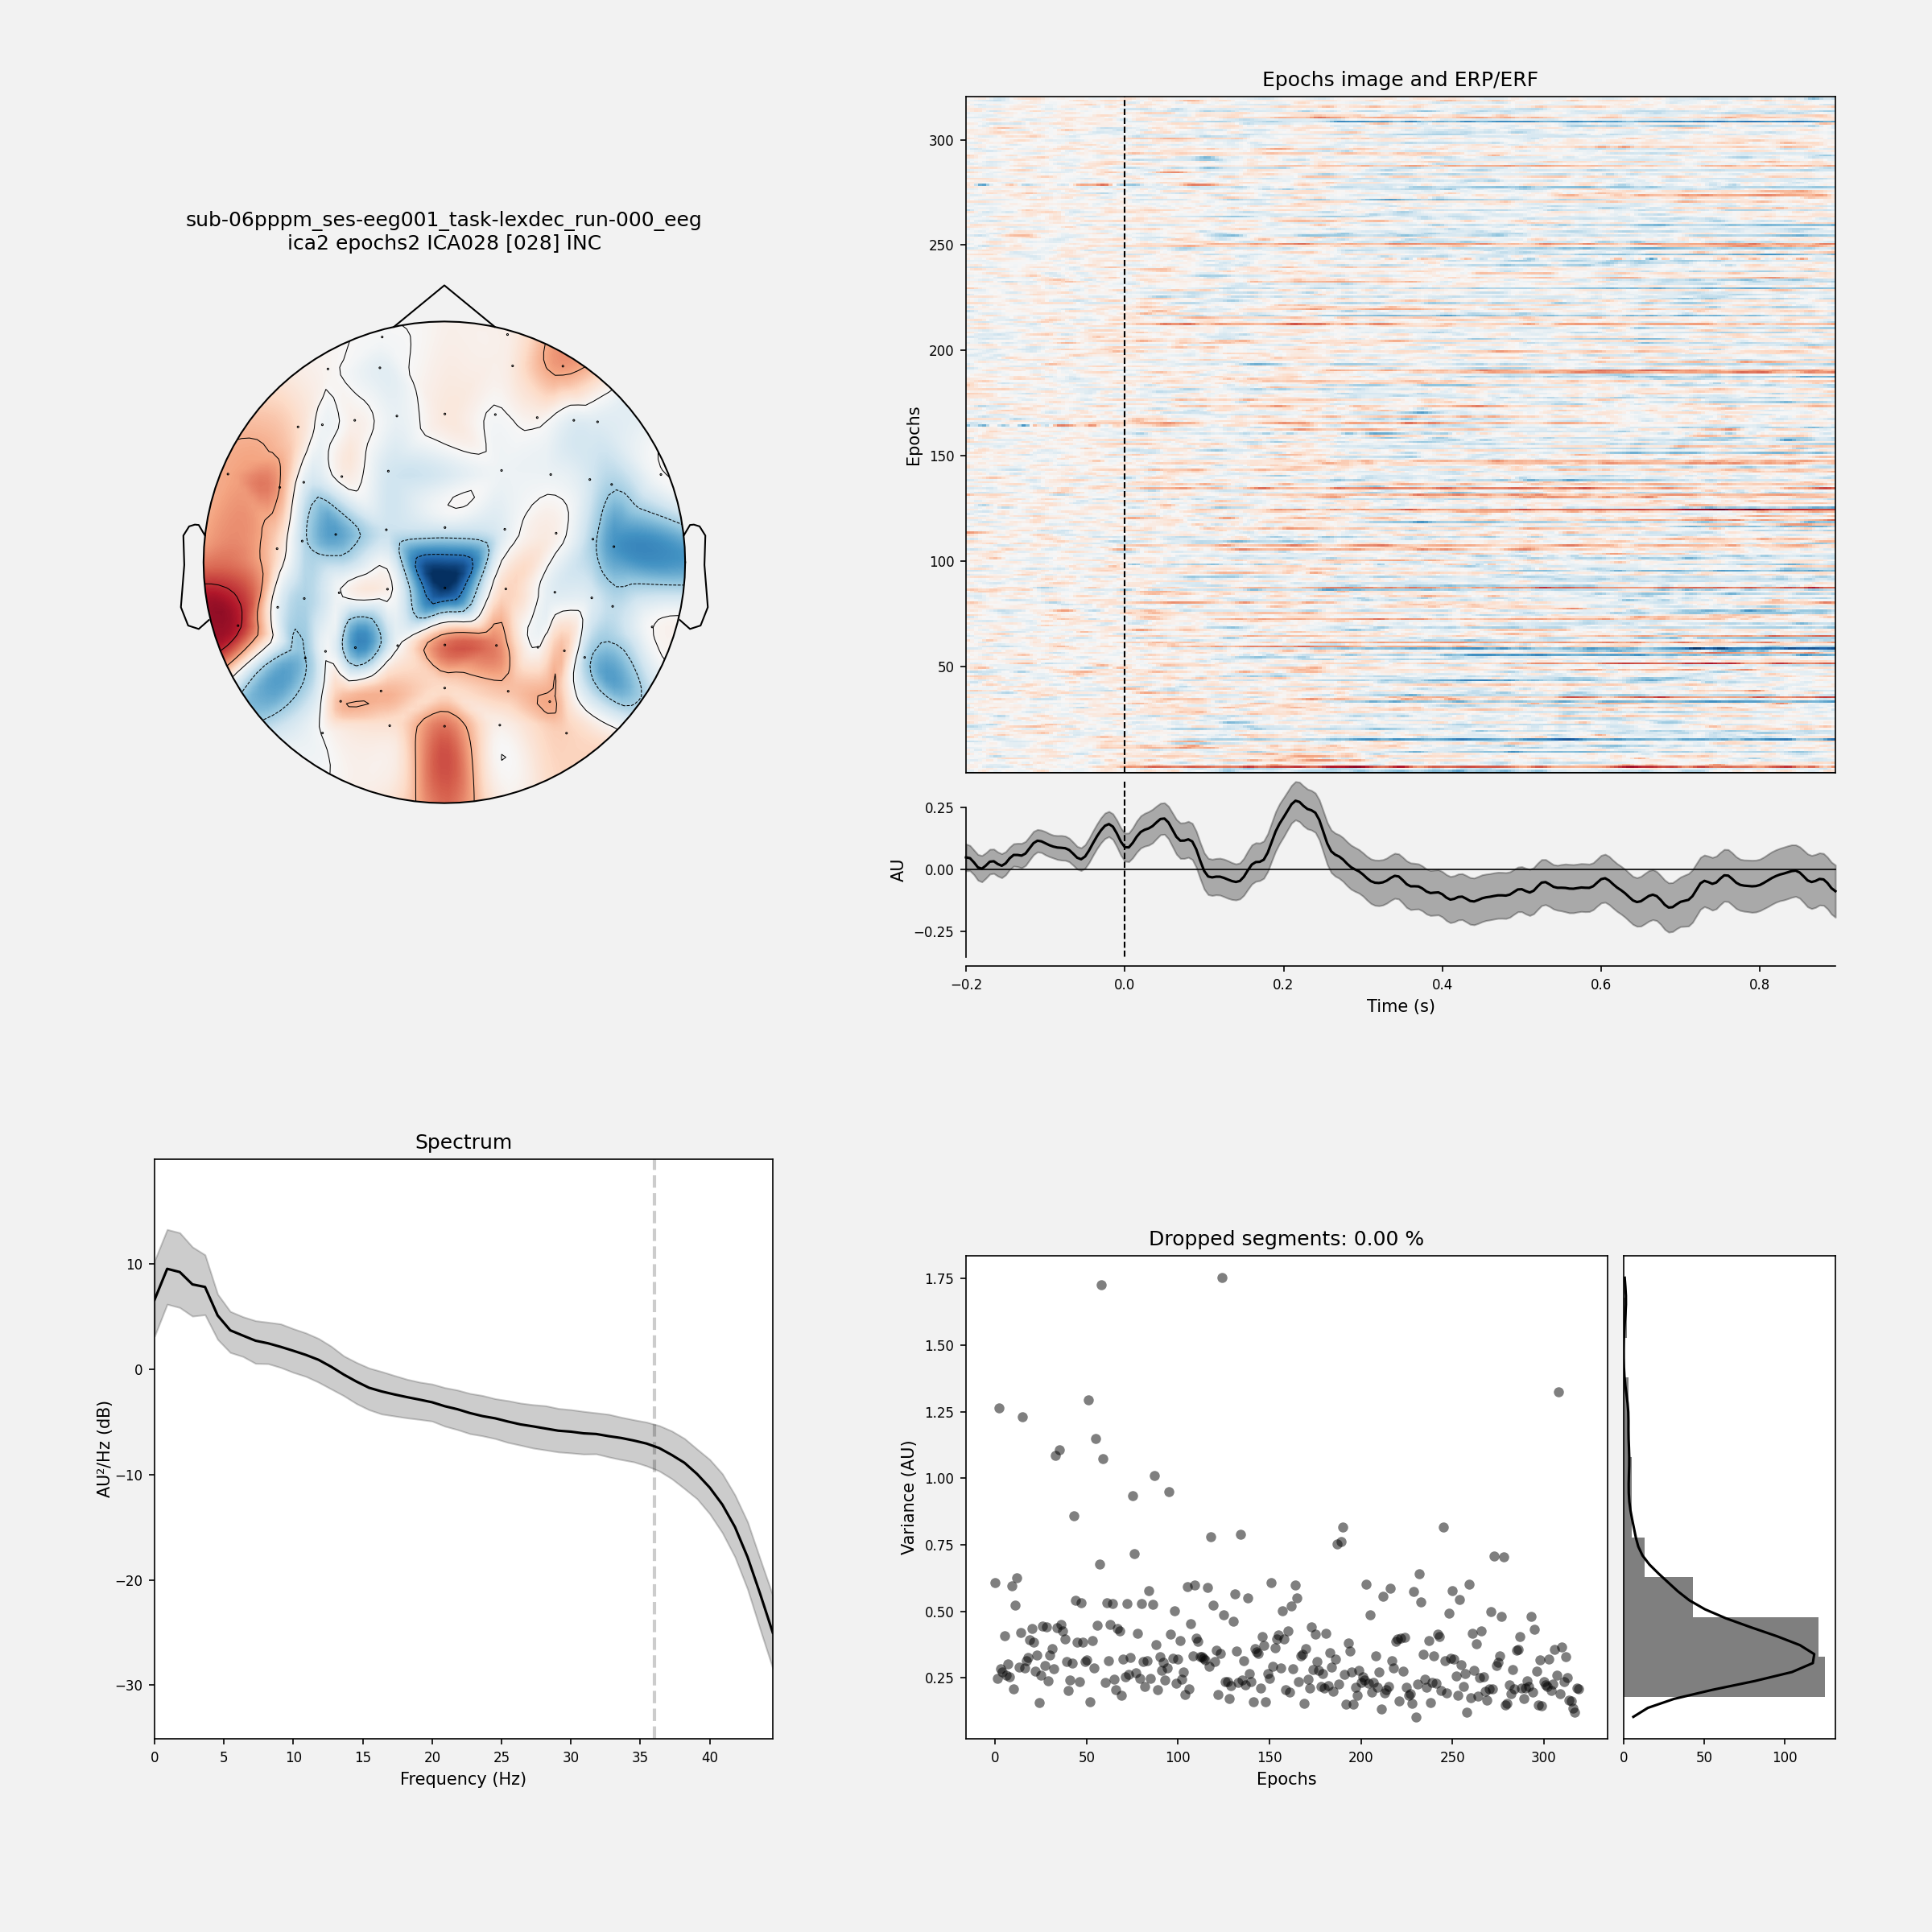 sub-06pppm_ses-eeg001_task-lexdec_run-000_eeg
ica2 epochs2 ICA028 [028] INC
Epochs image and ERP/ERF
300
250
200
150
100
50
Epochs
0.25
0.00
−0.25
AU
−0.2 0.0 0.2 0.4 0.6 0.8
Time (s)
Spectrum
10
0
−10
−20
−30
AU²/Hz (dB)
0 5 10 15 20 25 30 35 40
Frequency (Hz)
Dropped segments: 0.00 %
1.75
1.50
1.25
1.00
0.75
0.50
0.25
Variance (AU)
0 50 100 150 200 250 300
Epochs
0 50 100